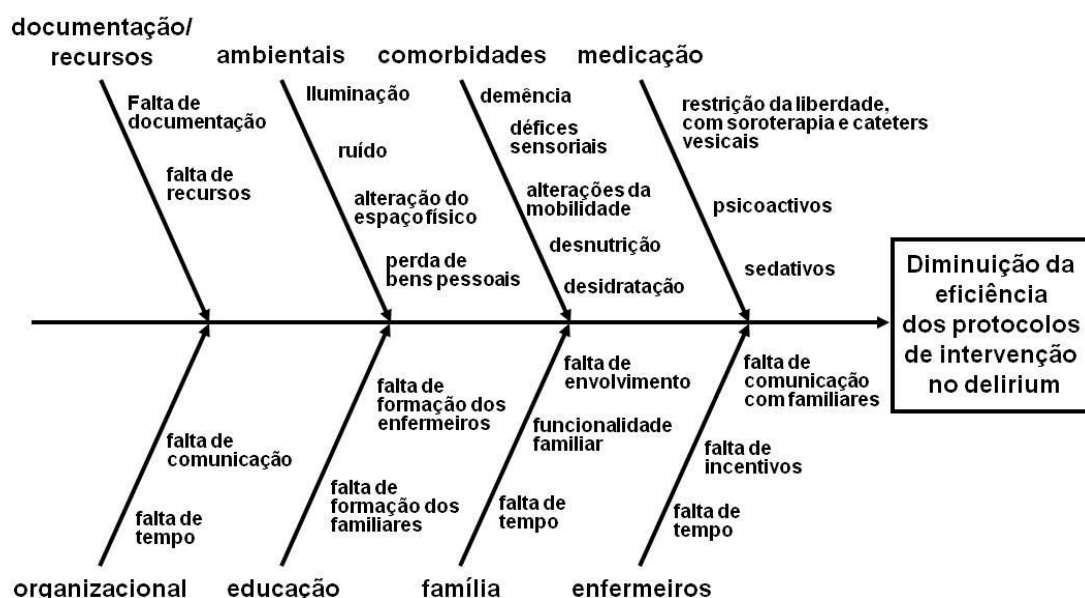 documentação/
recursos
Falta de
documentação
falta de
recursos
ambientais
Iluminação
ruído
alteração do
espaço físico
perda de
bens pessoais
comorbidades
demência
défices
sensoriais
alterações da
mobilidade
desnutrição
desidratação
medicação
restrição da liberdade,
com soroterapia e cateters
vesicais
psicoactivos
sedativos
Diminuição da
eficiência
dos protocolos
de intervenção
no delirium
falta de
comunicação
falta de
tempo
organizacional
falta de
formação dos
enfermeiros
falta de
formação dos
familiares
educação
falta de
envolvimento
funcionalidade
familiar
falta de
tempo
família
falta de
comunicação
com familiares
falta de
incentivos
falta de
tempo
enfermeiros